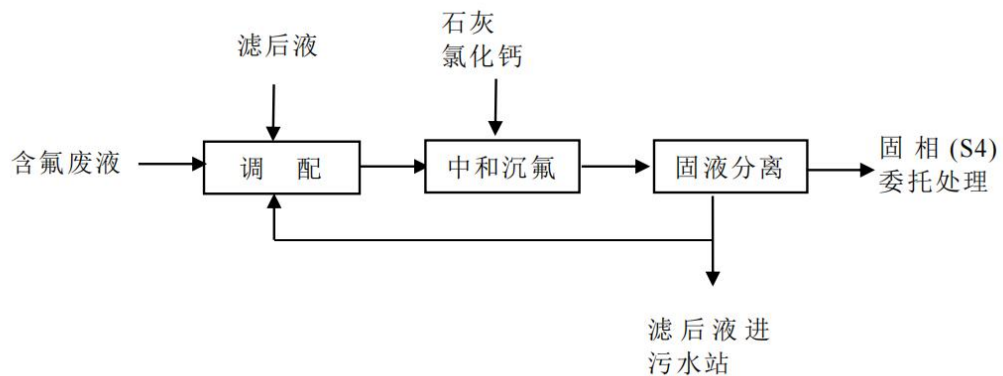 滤后液
石灰
氯化钙
含氟废液
调 配
中和沉氟
固液分离
固相(S4)
委托处理
滤后液进
污水站